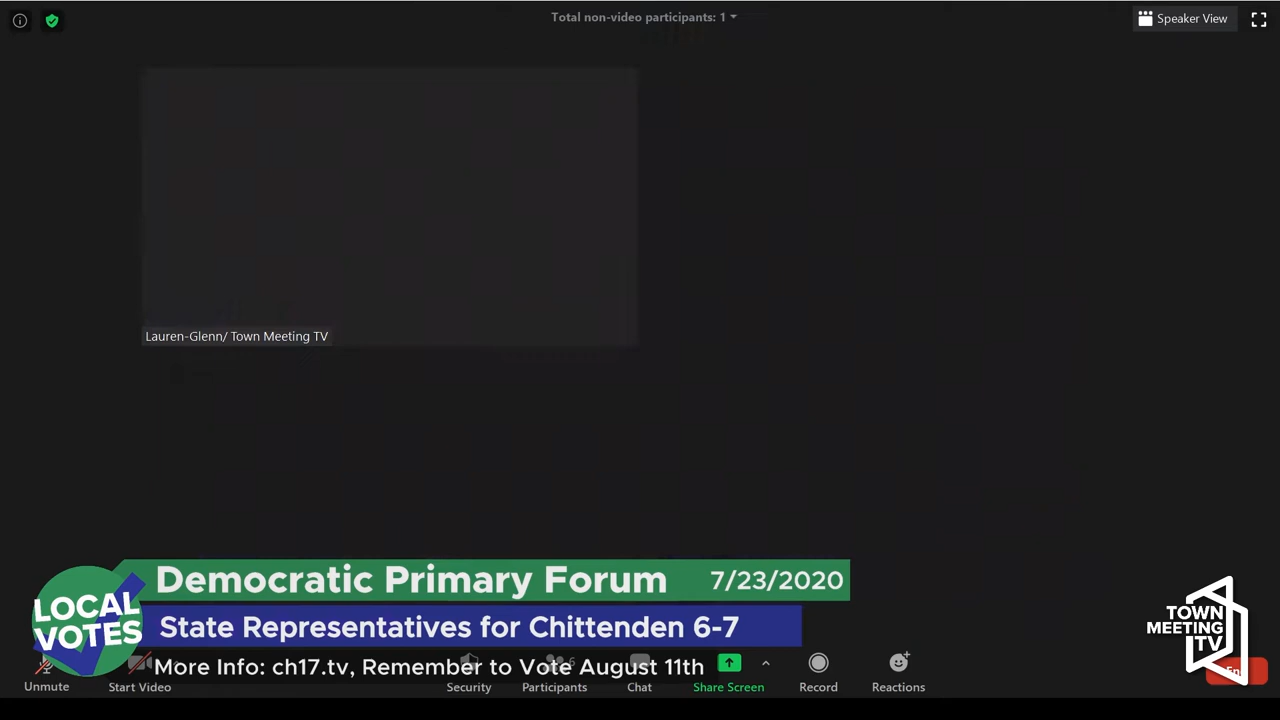 Total non-video participants: 1
Speaker View
Lauren-Glenn/ Town Meeting TV
Democratic Primary Forum 7/23/2020
LOCAL VOTES
State Representatives for Chittenden 6-7
TOWN
MEETING
TV
More Info: ch17.tv, Remember to Vote August 11th
Unmute
Start Video
Security
Participants
Chat
Share Screen
Record
Reactions